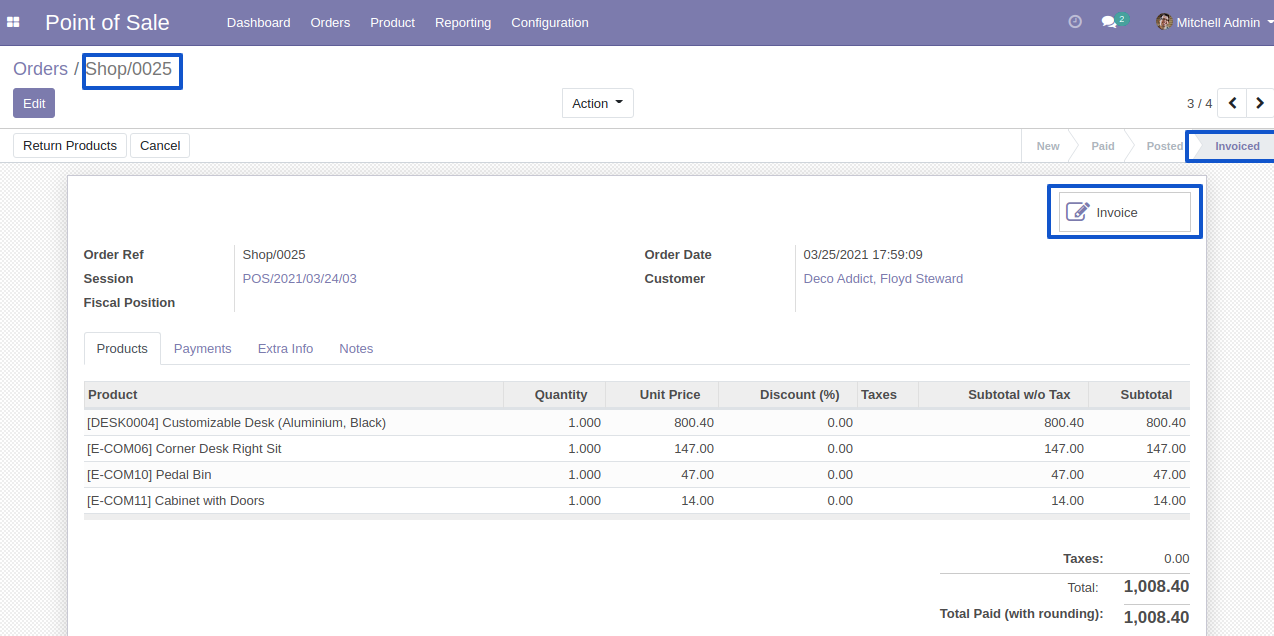 Point of Sale Dashboard Orders Product Reporting Configuration 2 Mitchell Admin
Orders / Shop/0025
Edit Action 3 / 4
Return Products Cancel New Paid Posted Invoiced
Invoice
Order Ref Shop/0025 Order Date 03/25/2021 17:59:09
Session POS/2021/03/24/03 Customer Deco Addict, Floyd Steward
Fiscal Position
Products Payments Extra Info Notes
Product Quantity Unit Price Discount (%) Taxes Subtotal w/o Tax Subtotal
[DESK0004] Customizable Desk (Aluminium, Black) 1.000 800.40 0.00 800.40 800.40
[E-COM06] Corner Desk Right Sit 1.000 147.00 0.00 147.00 147.00
[E-COM10] Pedal Bin 1.000 47.00 0.00 47.00 47.00
[E-COM11] Cabinet with Doors 1.000 14.00 0.00 14.00 14.00
Taxes: 0.00
Total: 1,008.40
Total Paid (with rounding): 1,008.40